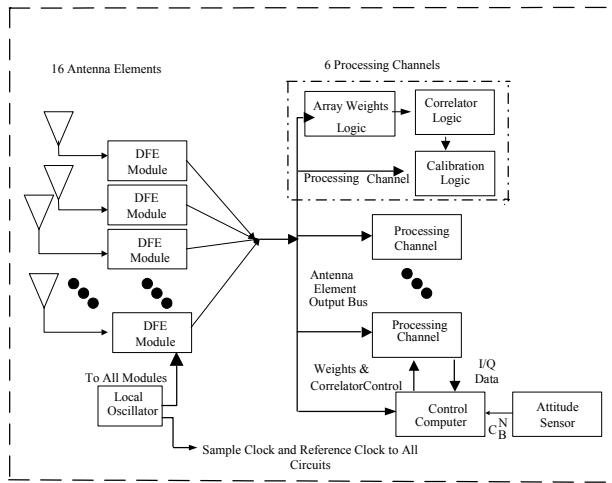 16 Antenna Elements
6 Processing Channels
Array Weights
Logic
Correlator
Logic
DFE
Module
Processing Channel
Calibration
Logic
DFE
Module
DFE
Module
Processing
Channel
Antenna
Element
Output Bus
DFE
Module
Processing
Channel
To All Modules
Weights &
CorrelatorControl
I/Q
Data
Local
Oscillator
Control
Computer
C N B
Attitude
Sensor
Sample Clock and Reference Clock to All
Circuits